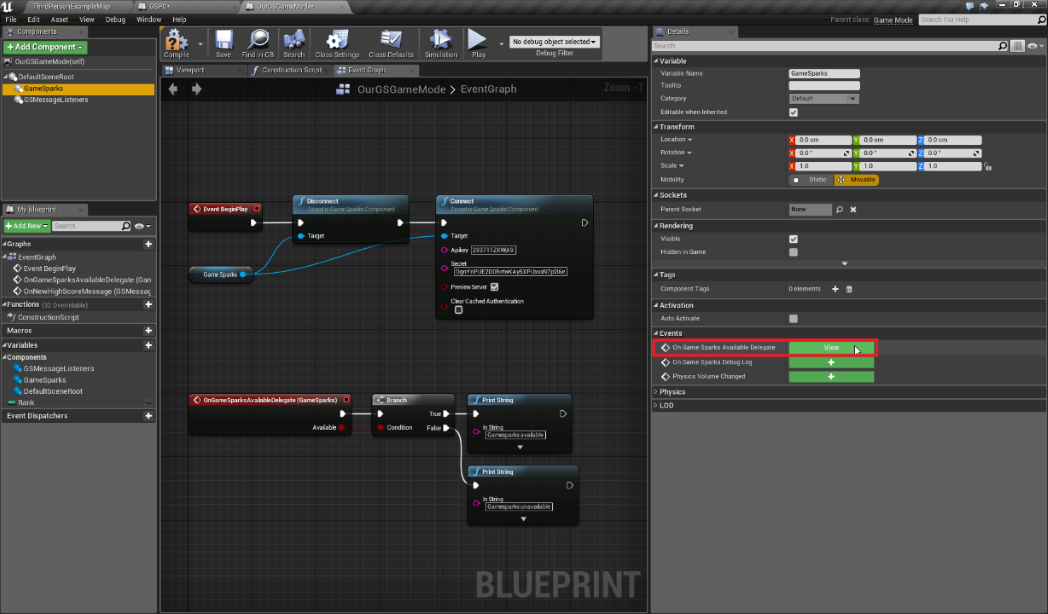 ThirdPersonExampleMap GSPC* OurGSGameMode*
File Edit Asset View Debug Window Help
Parent class: Game Mode Search For Help
Components
+ Add Component
OurGSGameMode(self)
DefaultSceneRoot
GameSparks
GSMessageListeners
My Blueprint
+ Add New Search
Graphs
EventGraph
Event BeginPlay
OnGameSparksAvailableDelegate (Gam
OnNewHighScoreMessage (GSMessag
Functions (32 Overridable)
ConstructionScript
Macros
Variables
Components
GSMessageListeners
GameSparks
DefaultSceneRoot
Rank
Event Dispatchers
Compile Save Find in CB Search Class Settings Class Defaults Simulation Play
No debug object selected
Debug Filter
Viewport Construction Script Event Graph
OurGSGameMode > EventGraph
Zoom -1
Event BeginPlay
Disconnect
Target is Game Sparks Component
Target
Game Sparks
Connect
Target is Game Sparks Component
Target
Apikey
Secret
Preview Server
Clear Cached Authentication
OnGameSparksAvailableDelegate (GameSparks)
Available
Branch
True
Condition False
Print String
In String
Gamesparks available
Print String
In String
Gamesparks unavailable
BLUEPRINT
Details
Search
Variable
Variable Name GameSparks
Tooltip
Category Default
Editable when Inherited
Transform
Location X 0.0 cm Y 0.0 cm Z 0.0 cm
Rotation X 0.0 ° Y 0.0 ° Z 0.0 °
Scale X 1.0 Y 1.0 Z 1.0
Mobility Static Movable
Sockets
Parent Socket None
Rendering
Visible
Hidden in Game
Tags
Component Tags 0 elements
Activation
Auto Activate
Events
On Game Sparks Available Delegate View
On Game Sparks Debug Log +
Physics Volume Changed +
Physics
LOD